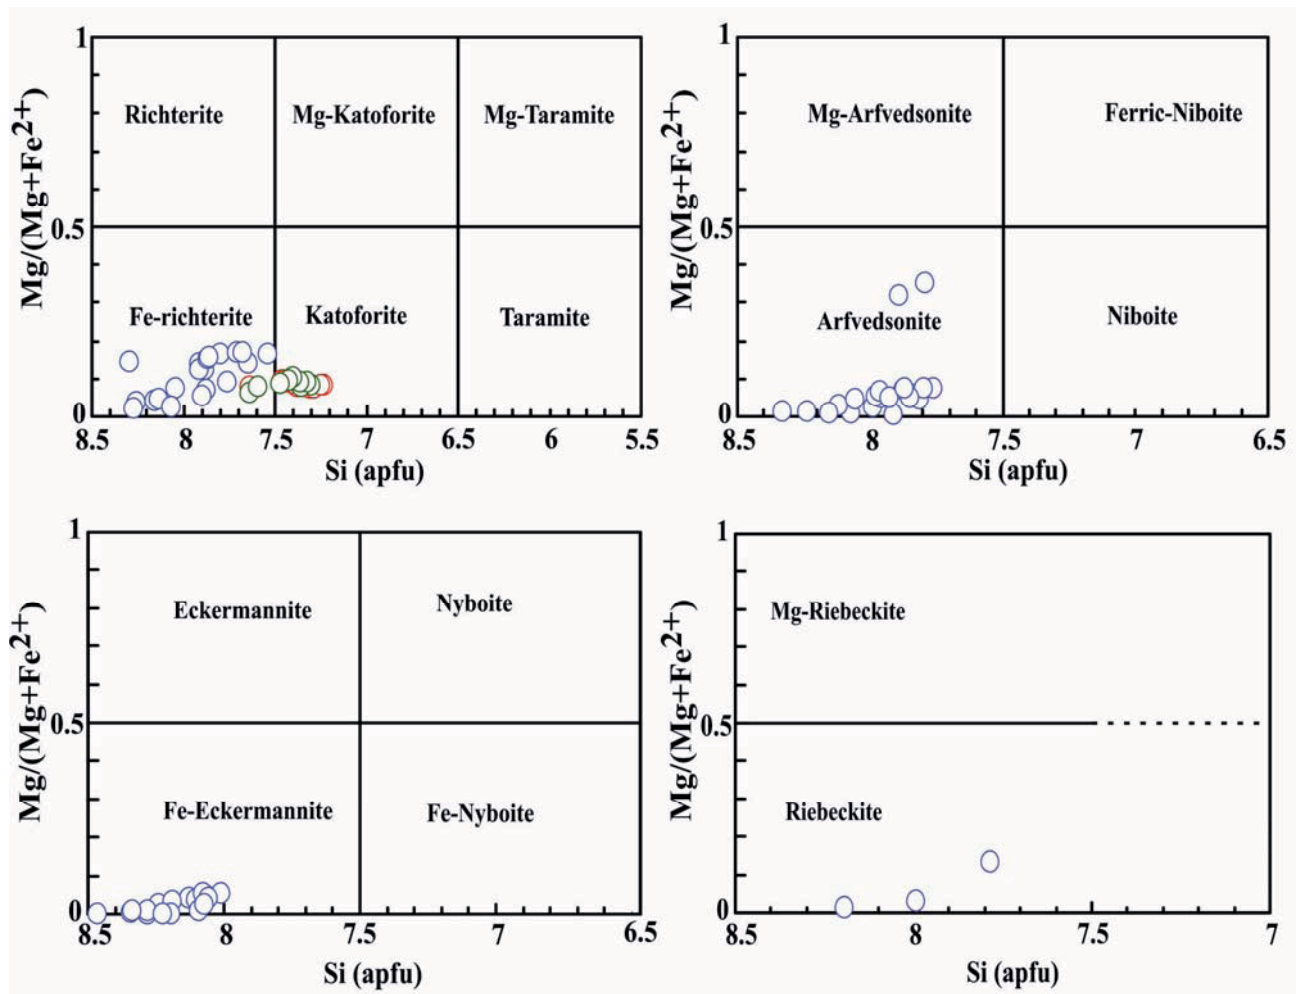 1
Richterite
Mg-Katoforite
Mg-Taramite
Mg/(Mg+Fe2+)
0.5
Fe-richterite
Katoforite
Taramite
0
8.5 8 7.5 7 6.5 6 5.5
Si (apfu)
1
Mg-Arfvedsonite
Ferric-Niboite
Mg/(Mg+Fe2+)
0.5
Arfvedsonite
Niboite
0
8.5 8 7.5 7 6.5
Si (apfu)
1
Eckermannite
Nyboite
Mg/(Mg+Fe2+)
0.5
Fe-Eckermannite
Fe-Nyboite
0
8.5 8 7.5 7 6.5
Si (apfu)
1
Mg-Riebeckite
Mg/(Mg+Fe2+)
0.5
Riebeckite
0
8.5 8 7.5 7
Si (apfu)